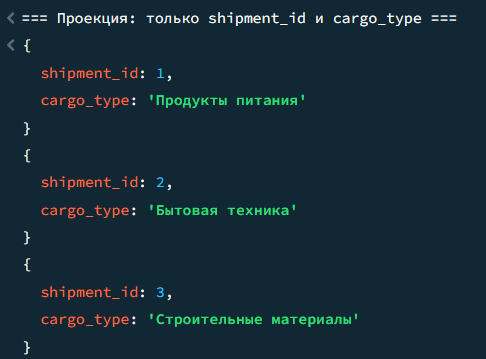 === Проекция: только shipment_id и cargo_type ===
{
  shipment_id: 1,
  cargo_type: 'Продукты питания'
}
{
  shipment_id: 2,
  cargo_type: 'Бытовая техника'
}
{
  shipment_id: 3,
  cargo_type: 'Строительные материалы'
}